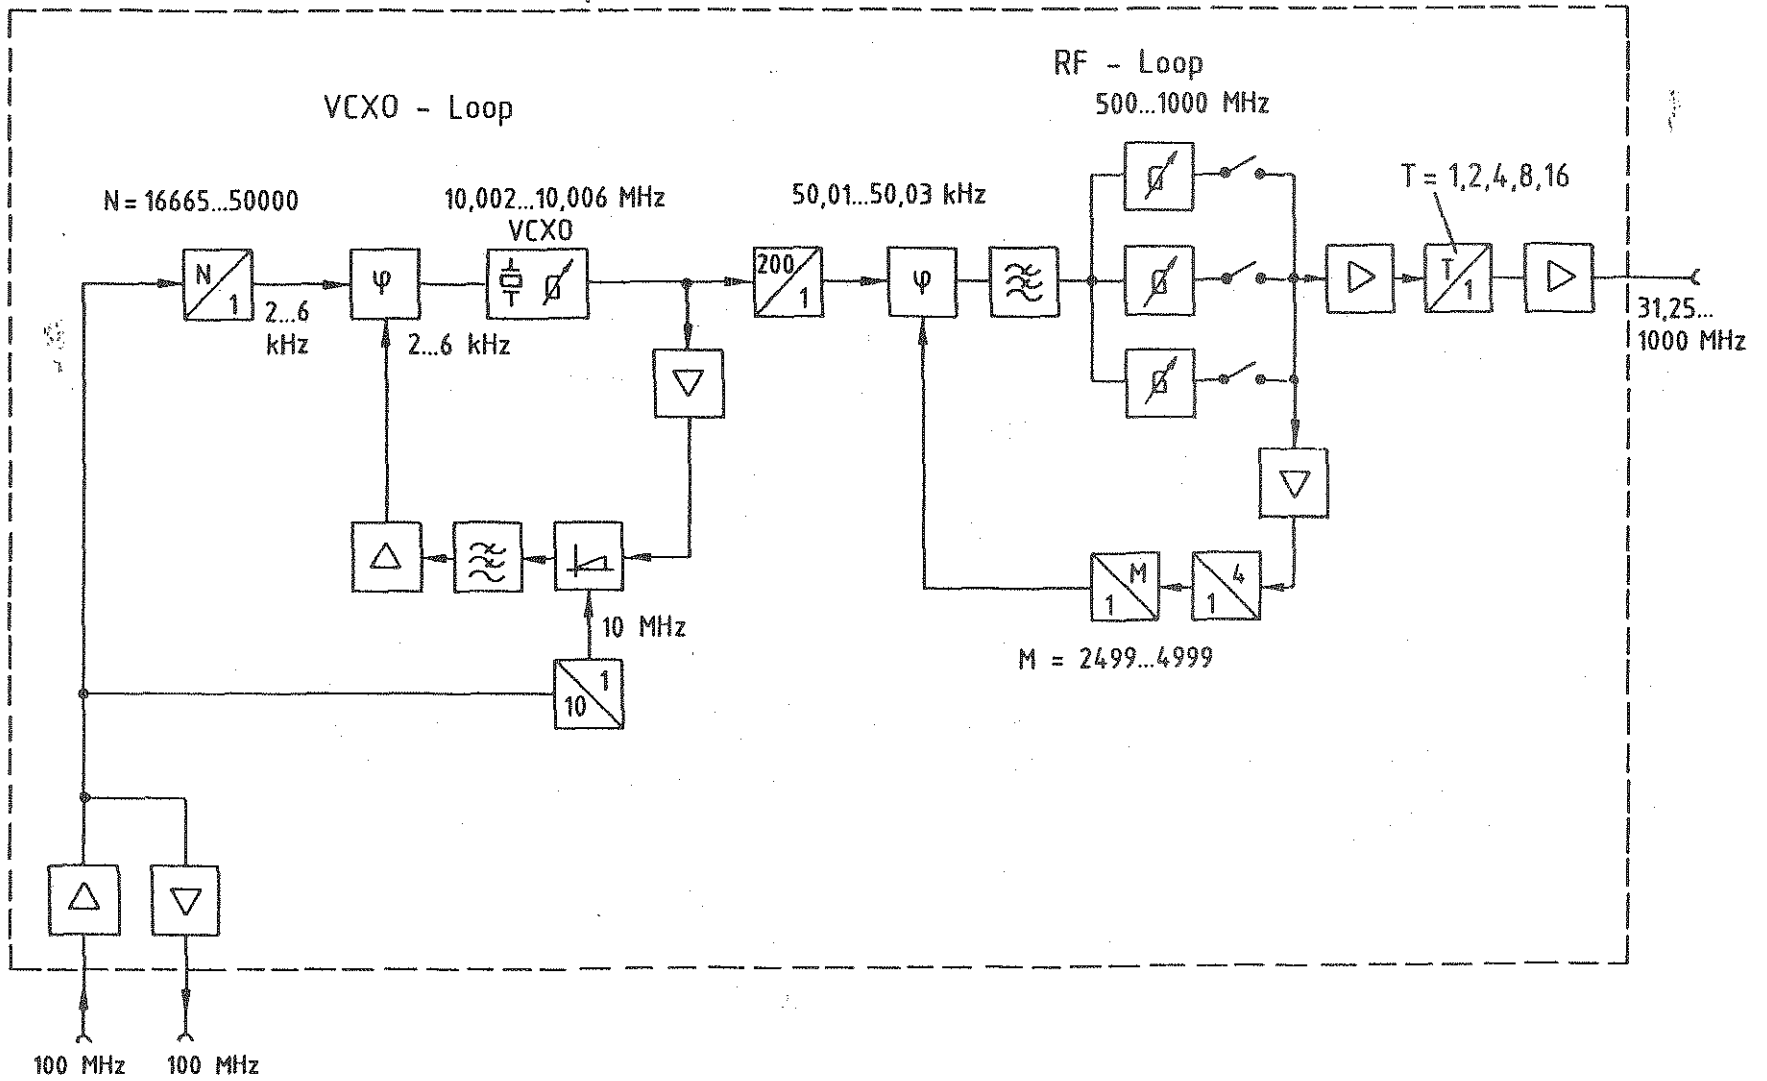 RF - Loop
500...1000 MHz
VCXO - Loop
T = 1,2,4,8,16
N = 16665...50000
10,002...10,006 MHz
VCXO
50,01...50,03 kHz
N
1
φ
200
1
φ
T
1
2...6
kHz
2...6 kHz
31,25...
1000 MHz
M
1
4
1
10 MHz
M = 2499...4999
1
10
100 MHz
100 MHz